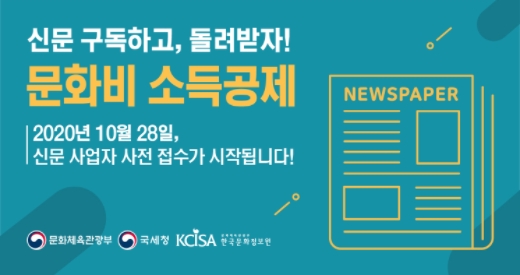 신문 구독하고, 돌려받자!
문화비 소득공제
2020년 10월 28일,
신문 사업자 사전 접수가 시작됩니다!
NEWSPAPER
문화체육관광부 국세청 KCISA 한국문화정보원